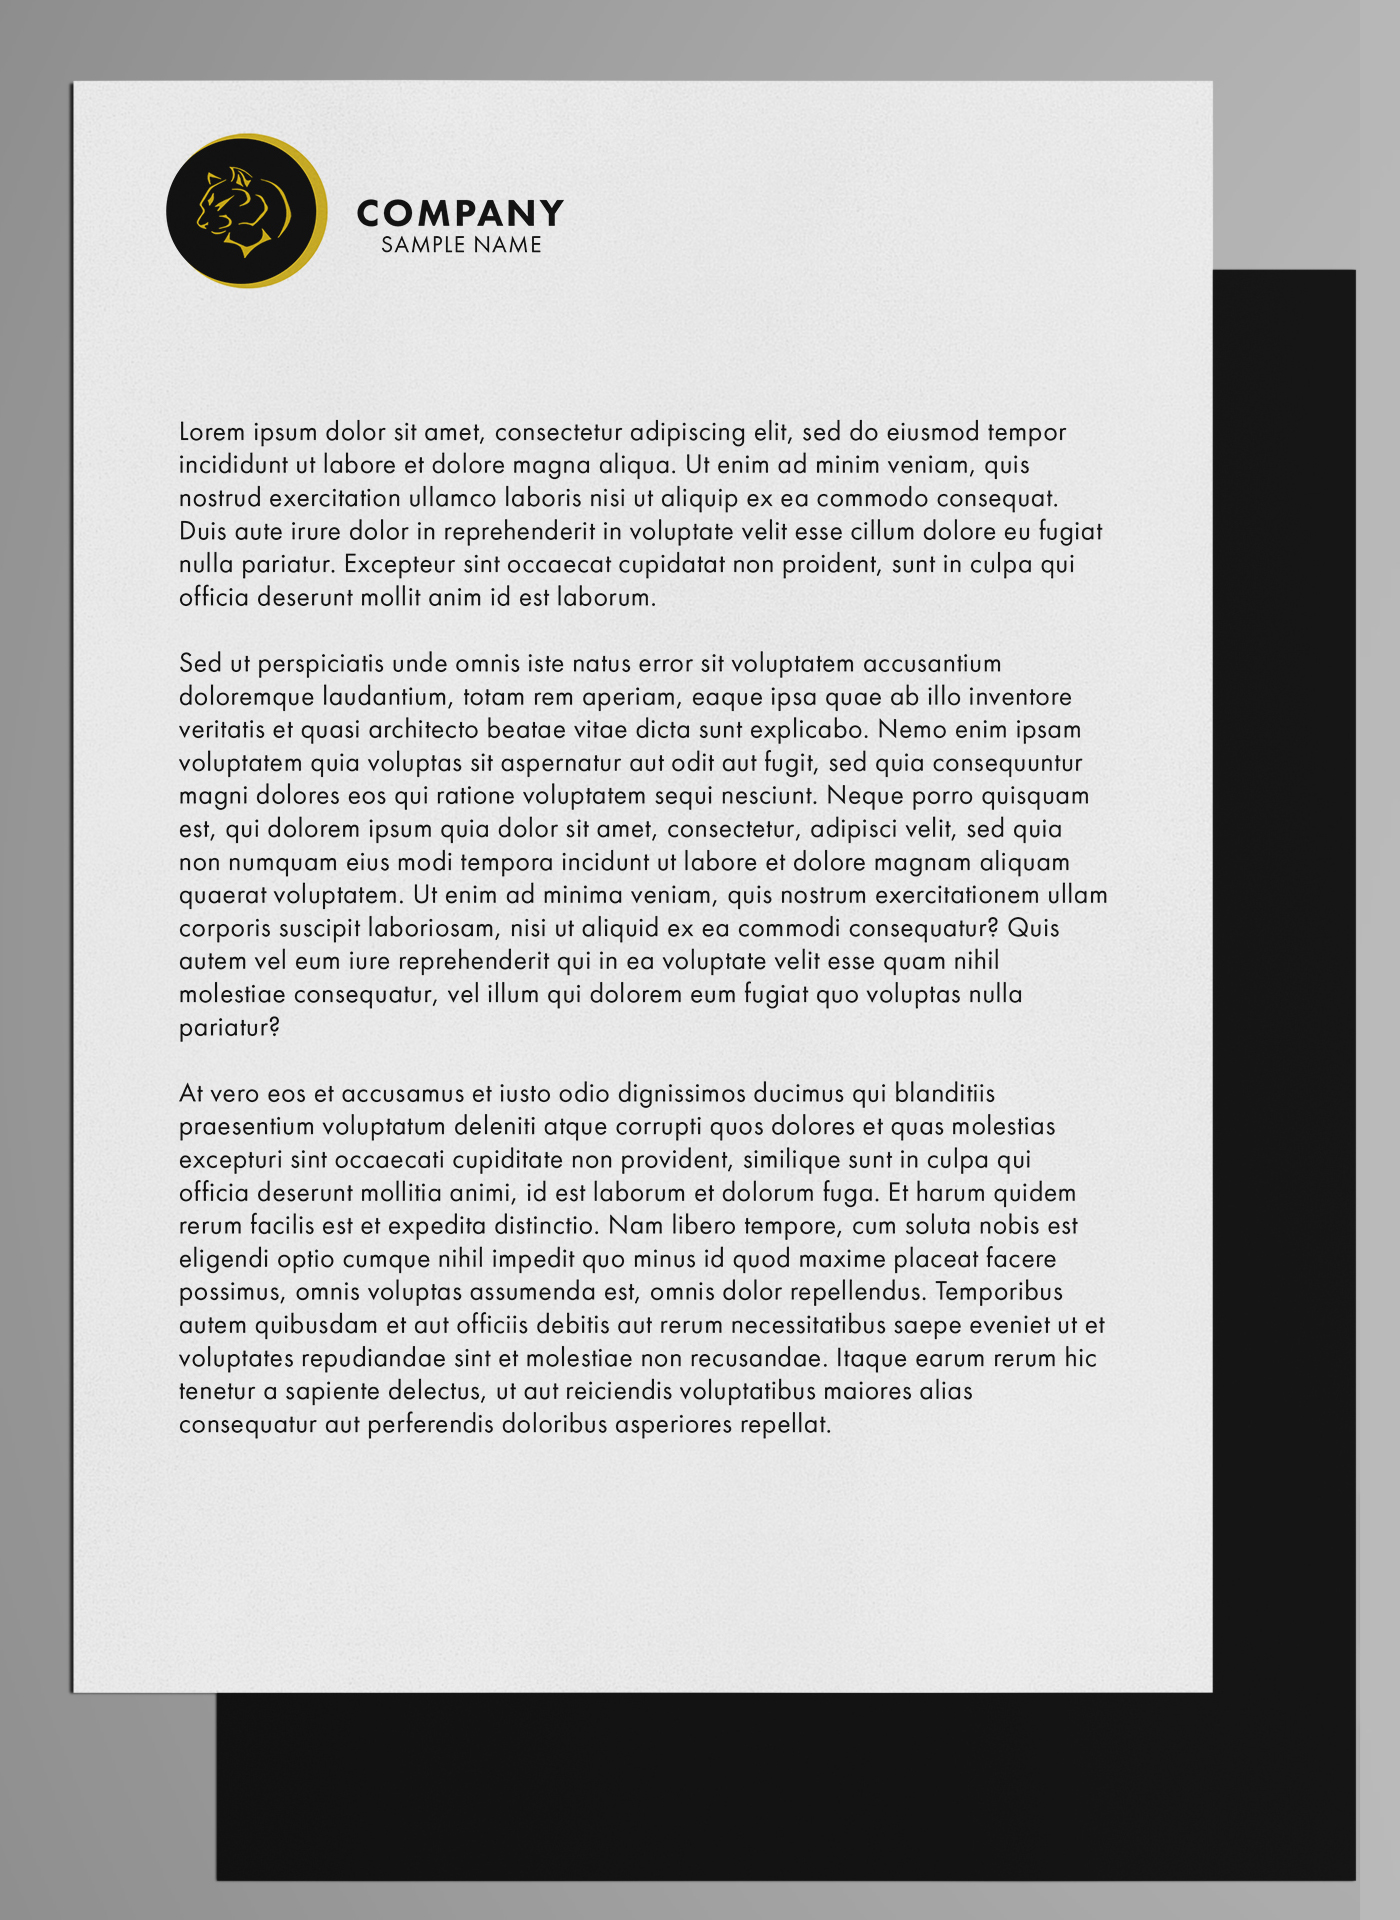 COMPANY
SAMPLE NAME
Lorem ipsum dolor sit amet, consectetur adipiscing elit, sed do eiusmod tempor
incididunt ut labore et dolore magna aliqua. Ut enim ad minim veniam, quis
nostrud exercitation ullamco laboris nisi ut aliquip ex ea commodo consequat.
Duis aute irure dolor in reprehenderit in voluptate velit esse cillum dolore eu fugiat
nulla pariatur. Excepteur sint occaecat cupidatat non proident, sunt in culpa qui
officia deserunt mollit anim id est laborum.
Sed ut perspiciatis unde omnis iste natus error sit voluptatem accusantium
doloremque laudantium, totam rem aperiam, eaque ipsa quae ab illo inventore
veritatis et quasi architecto beatae vitae dicta sunt explicabo. Nemo enim ipsam
voluptatem quia voluptas sit aspernatur aut odit aut fugit, sed quia consequuntur
magni dolores eos qui ratione voluptatem sequi nesciunt. Neque porro quisquam
est, qui dolorem ipsum quia dolor sit amet, consectetur, adipisci velit, sed quia
non numquam eius modi tempora incidunt ut labore et dolore magnam aliquam
quaerat voluptatem. Ut enim ad minima veniam, quis nostrum exercitationem ullam
corporis suscipit laboriosam, nisi ut aliquid ex ea commodi consequatur? Quis
autem vel eum iure reprehenderit qui in ea voluptate velit esse quam nihil
molestiae consequatur, vel illum qui dolorem eum fugiat quo voluptas nulla
pariatur?
At vero eos et accusamus et iusto odio dignissimos ducimus qui blanditiis
praesentium voluptatum deleniti atque corrupti quos dolores et quas molestias
excepturi sint occaecati cupiditate non provident, similique sunt in culpa qui
officia deserunt mollitia animi, id est laborum et dolorum fuga. Et harum quidem
rerum facilis est et expedita distinctio. Nam libero tempore, cum soluta nobis est
eligendi optio cumque nihil impedit quo minus id quod maxime placeat facere
possimus, omnis voluptas assumenda est, omnis dolor repellendus. Temporibus
autem quibusdam et aut officiis debitis aut rerum necessitatibus saepe eveniet ut et
voluptates repudiandae sint et molestiae non recusandae. Itaque earum rerum hic
tenetur a sapiente delectus, ut aut reiciendis voluptatibus maiores alias
consequatur aut perferendis doloribus asperiores repellat.